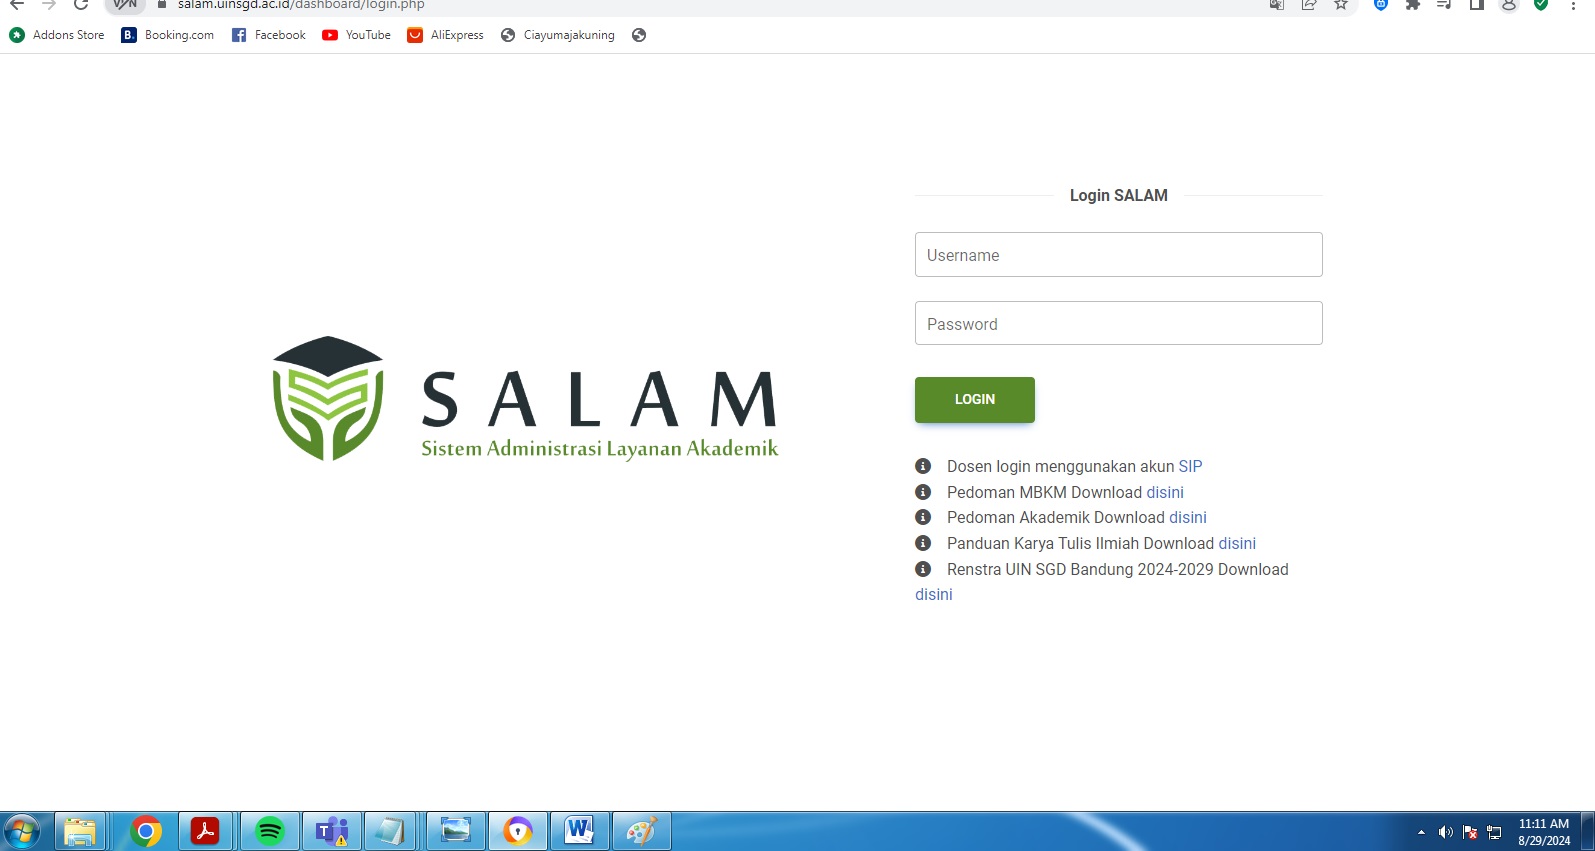 VPN salam.uinsgd.ac.id/dashboard/login.php
Addons Store B. Booking.com Facebook YouTube AliExpress Ciayumajakuning
Login SALAM
Username
Password
SALAM
Sistem Administrasi Layanan Akademik
LOGIN
Dosen login menggunakan akun SIP
Pedoman MBKM Download disini
Pedoman Akademik Download disini
Panduan Karya Tulis Ilmiah Download disini
Renstra UIN SGD Bandung 2024-2029 Download
disini
11:11 AM
8/29/2024